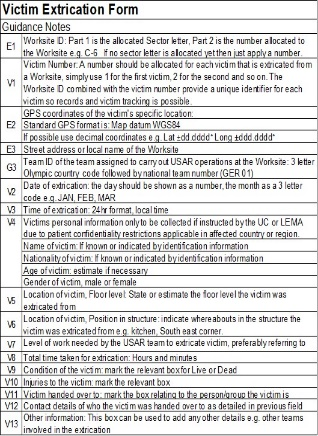 Victim Extrication Form
Guidance Notes
E1 Worksite ID: Part 1 is the allocated Sector letter, Part 2 is the number allocated to
the Worksite e.g. C-6 If no sector letter is allocated yet then just apply a number.
V1 Victim Number: A number should be allocated for each victim that is extricated from
a Worksite, simply use 1 for the first victim, 2 for the second and so on. The
Worksite ID combined with the victim number provide a unique identifier for each
victim so records and victim tracking is possible.
E2 GPS coordinates of the victim's specific location:
Standard GPS format is: Map datum WGS84
If possible use decimal coordinates e.g. Lat ±dd.dddd° Long ±ddd dddd°
E3 Street address or local name of the Worksite
G3 Team ID of the team assigned to carry out USAR operations at the Worksite: 3 letter
Olympic country code followed by national team number (GER 01)
V2 Date of extrication: the day should be shown as a number, the month as a 3 letter
code e.g. JAN, FEB, MAR
V3 Time of extrication: 24hr format, local time
V4 Victims personal information only to be collected if instructed by the UC or LEMA
due to patient confidentiality restrictions applicable in affected country or region.
Name of victim: If known or indicated by identification information
Nationality of victim: If known or indicated by identification information
Age of victim: estimate if necessary
Gender of victim, male or female
V5 Location of victim, Floor level: State or estimate the floor level the victim was
extricated from
V6 Location of victim, Position in structure: indicate whereabouts in the structure
the victim was extricated from e.g. kitchen, South east corner.
V7 Level of work needed by the USAR team to extricate victim, preferably referring to
V8 Total time taken for extrication: Hours and minutes
V9 Condition of the victim: mark the relevant box for Live or Dead
V10 Injuries to the victim: mark the relevant box
V11 Victim handed over to: mark the box relating to the person/group the victim is
V12 Contact details of who the victim was handed over to as detailed in previous field
V13 Other information: This box can be used to add any other details e.g. other teams
involved in the extrication